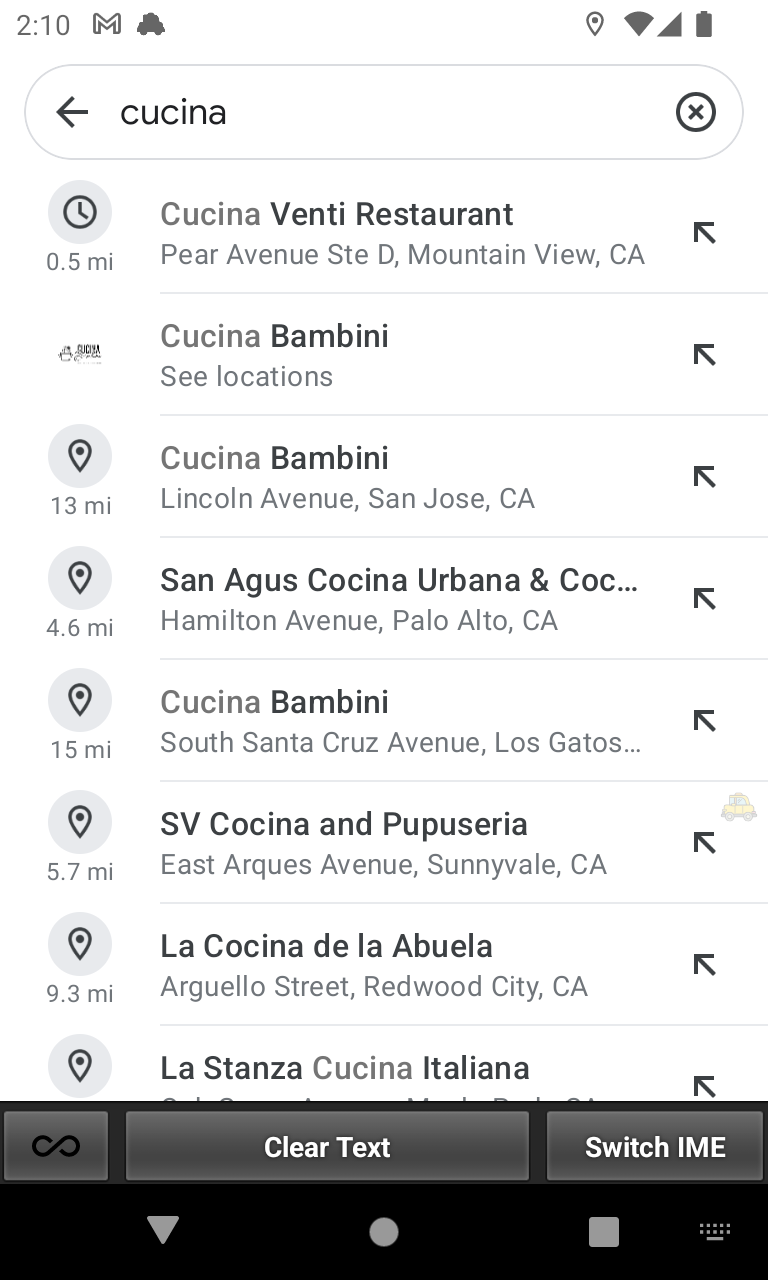 2:10
cucina
Cucina Venti Restaurant
0.5 mi
Pear Avenue Ste D, Mountain View, CA
CUCINA
Cucina Bambini
See locations
Cucina Bambini
13 mi
Lincoln Avenue, San Jose, CA
San Agus Cocina Urbana & Coc...
4.6 mi
Hamilton Avenue, Palo Alto, CA
Cucina Bambini
15 mi
South Santa Cruz Avenue, Los Gatos...
SV Cocina and Pupuseria
5.7 mi
East Arques Avenue, Sunnyvale, CA
La Cocina de la Abuela
9.3 mi
Arguello Street, Redwood City, CA
La Stanza Cucina Italiana
Clear Text
Switch IME